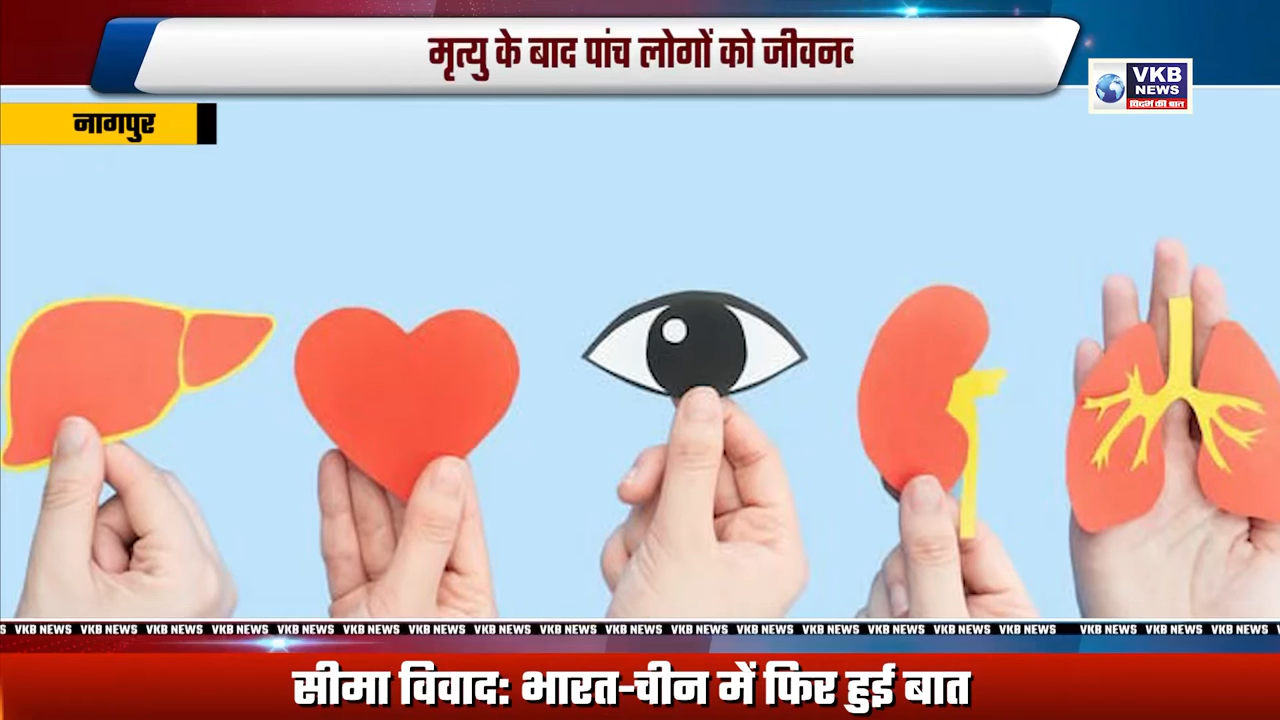 मृत्यु के बाद पांच लोगों को
VKB
NEWS
विदर्भ की बात
नागपुर
VKB NEWS VKB NEWS VKB NEWS VKB NEWS VKB NEWS VKB NEWS VKB NEWS VKB NEWS VKB NEWS VKB NEWS VKB NEWS VKB NEWS VKB NEWS VKB NEWS VKB NEWS VKB NEWS VKB NEWS VKB NEWS VKB NEWS
सीमा विवाद: भारत-चीन में फिर हुई बात